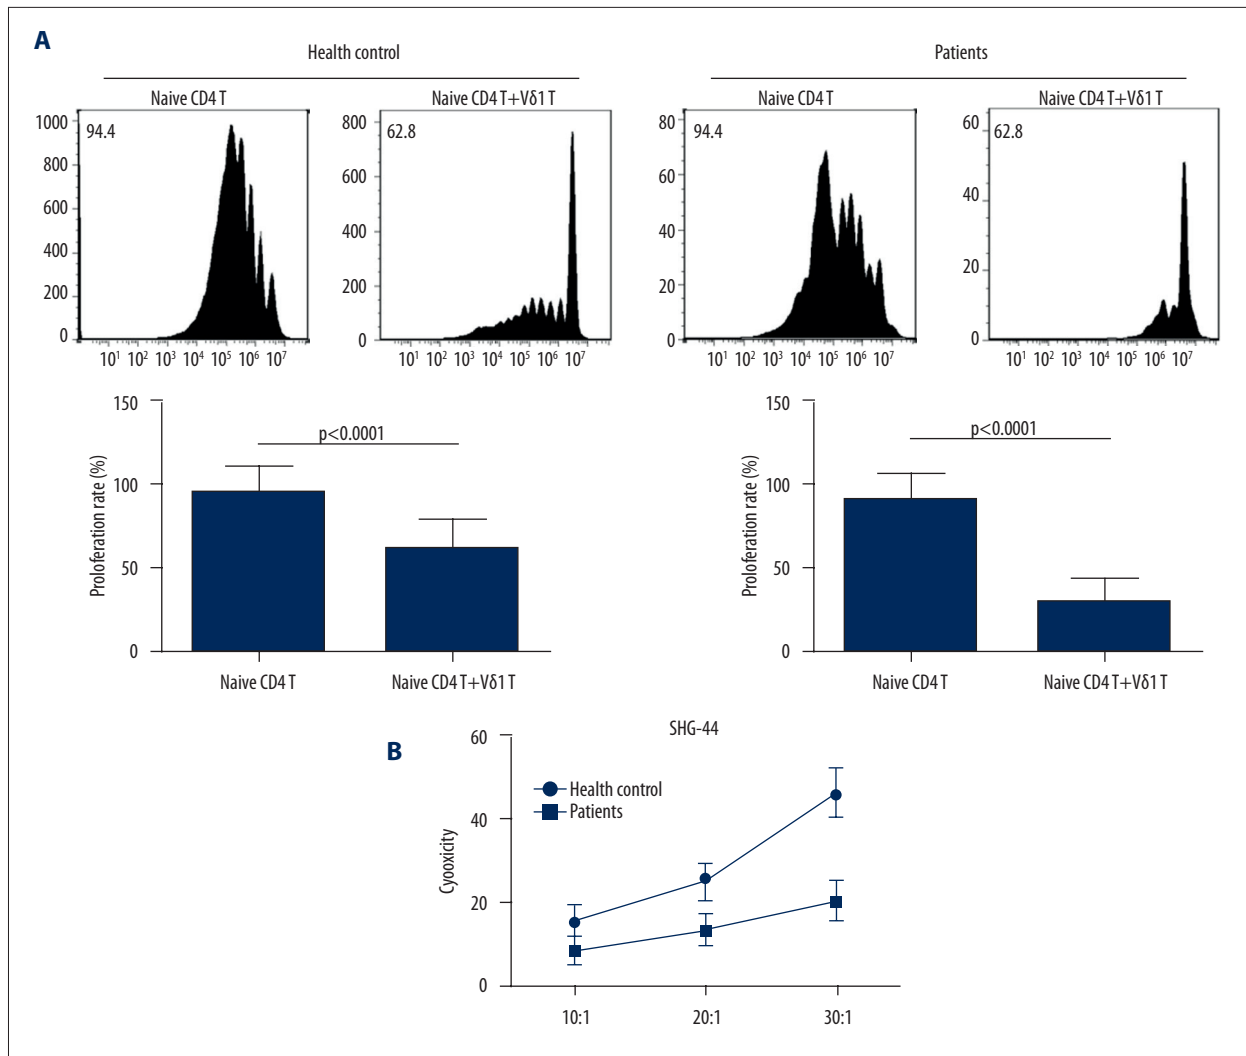 A
Health control
Patients
Naive CD4 T
Naive CD4 T+Vδ1 T
Naive CD4 T
Naive CD4 T+Vδ1 T
94.4
1000
800
600
400
200
0
10¹ 10² 10³ 10⁴ 10⁵ 10⁶ 10⁷
62.8
800
600
400
200
0
10¹ 10² 10³ 10⁴ 10⁵ 10⁶ 10⁷
94.4
80
60
40
20
0
10¹ 10² 10³ 10⁴ 10⁵ 10⁶ 10⁷
62.8
60
40
20
0
10¹ 10² 10³ 10⁴ 10⁵ 10⁶ 10⁷
Proloferation rate (%)
150
100
50
0
p<0.0001
Naive CD4 T
Naive CD4 T+Vδ1 T
Proloferation rate (%)
150
100
50
0
p<0.0001
Naive CD4 T
Naive CD4 T+Vδ1 T
B
SHG-44
Cyooxicity
60
40
20
0
Health control
Patients
10:1
20:1
30:1